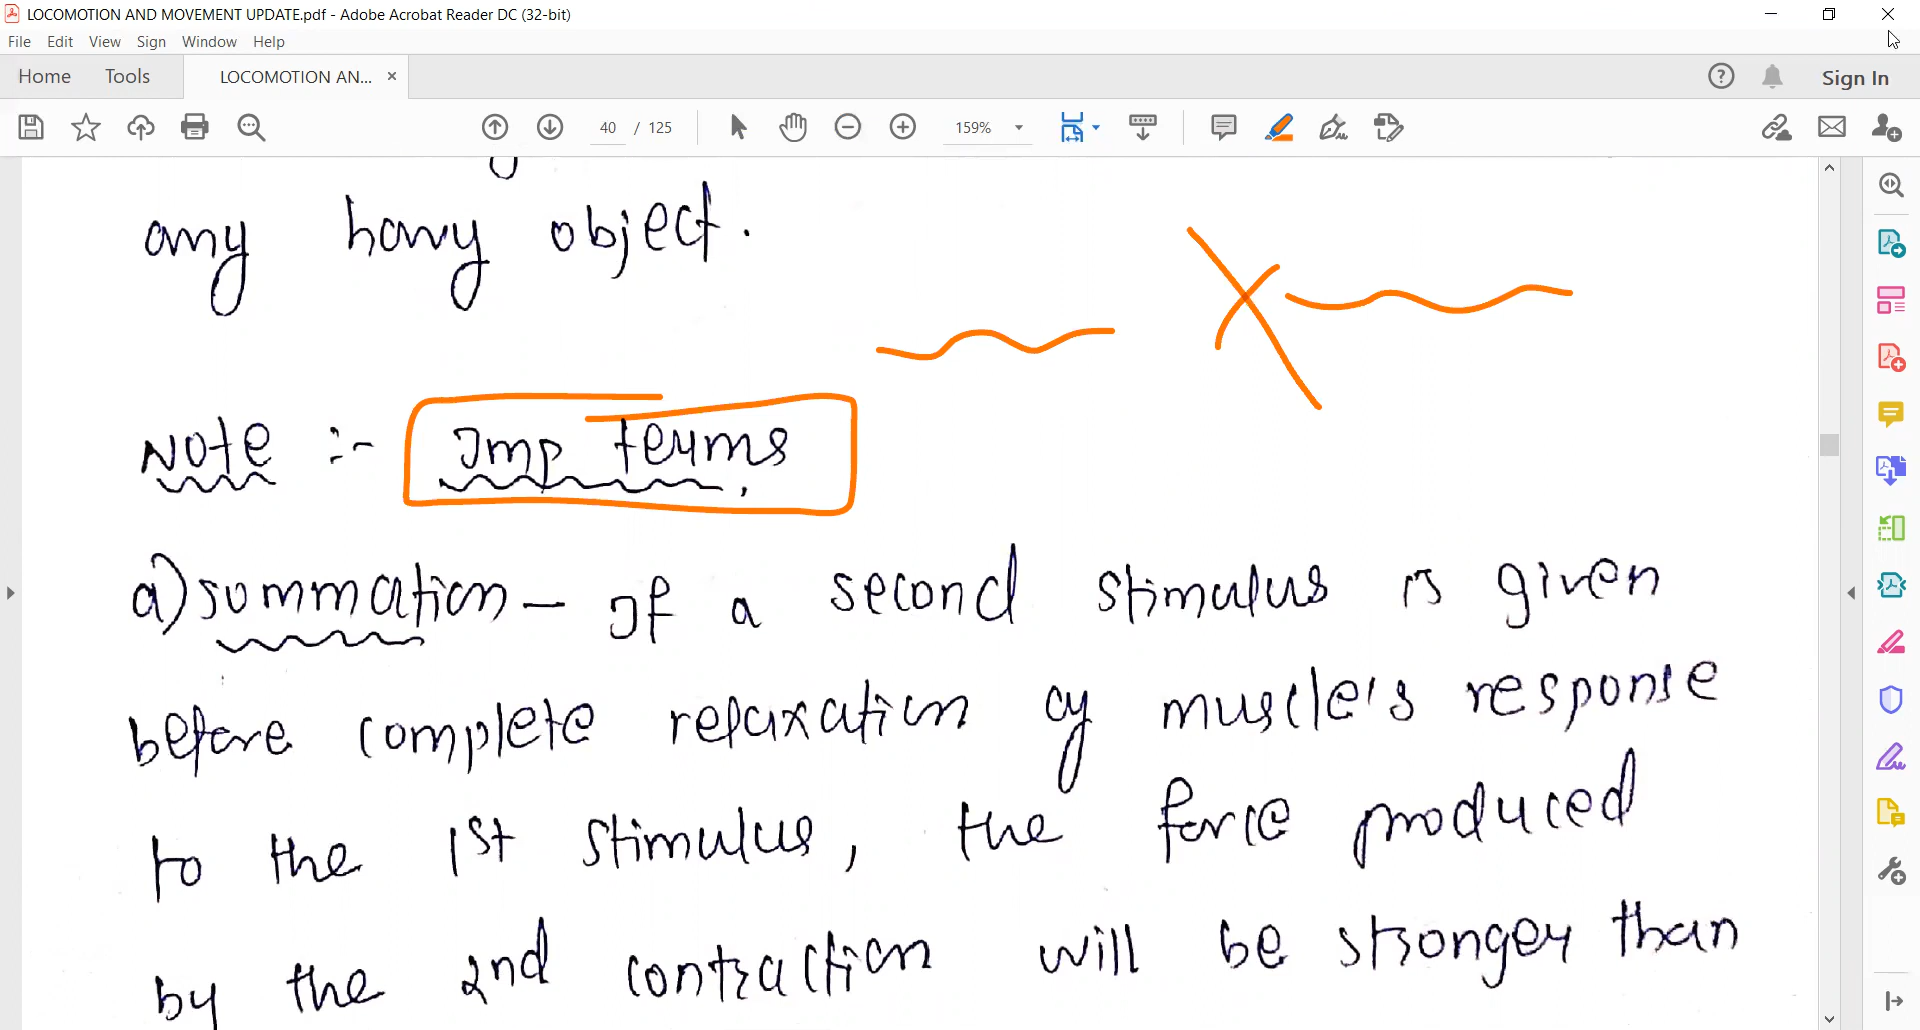 LOCOMOTION AND MOVEMENT UPDATE.pdf - Adobe Acrobat Reader DC (32-bit)
File Edit View Sign Window Help
Home Tools LOCOMOTION AN... × Sign In
40 / 125 159%
any havy object.
Note :- Imp terms.
a) summation - If a second stimulus is given
before complete relaxation of muscle's response
to the 1st stimulus, the force produced
by the 2nd contraction will be stronger than